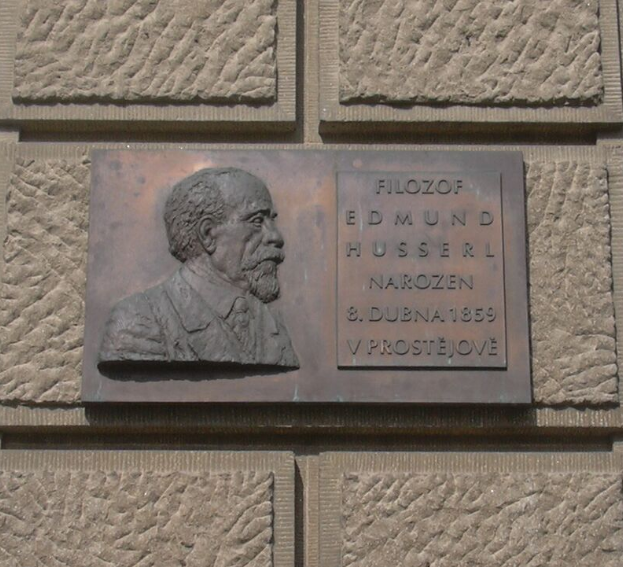 FILOZOF
EDMUND
HUSSERL
NAROZEN
8. DUBNA 1859
V PROSTĚJOVĚ